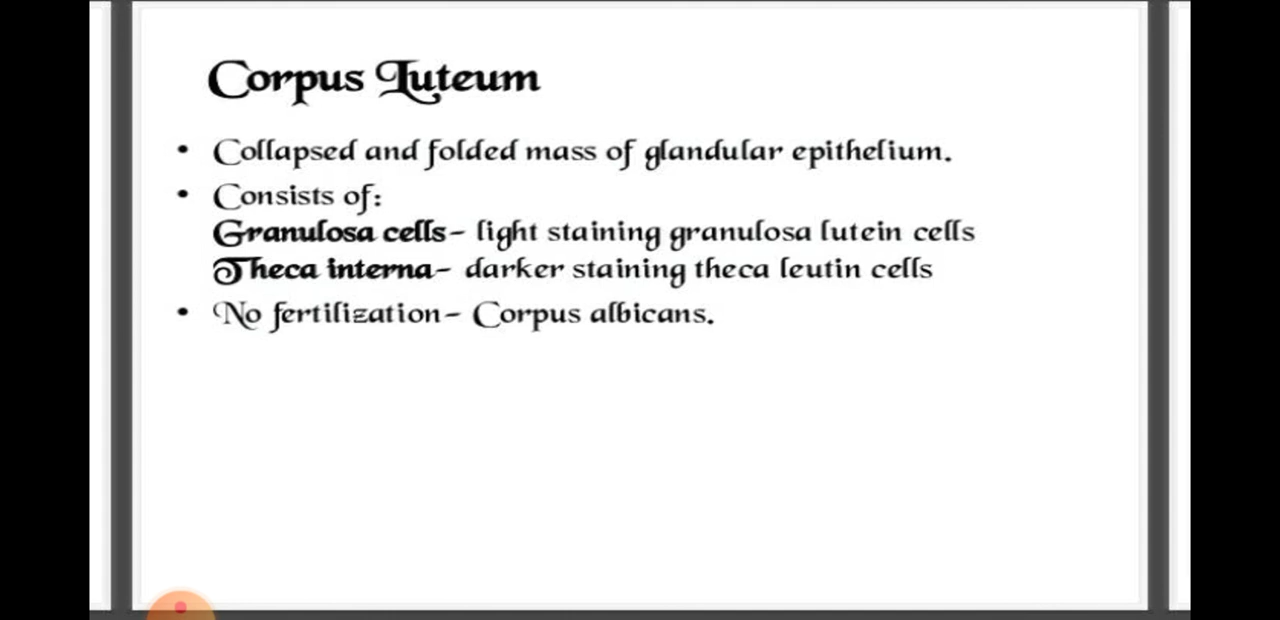 Corpus Luteum
• Collapsed and folded mass of glandular epithelium.
• Consists of:
Granulosa cells- light staining granulosa lutein cells
Theca interna- darker staining theca leutin cells
• No fertilization- Corpus albicans.